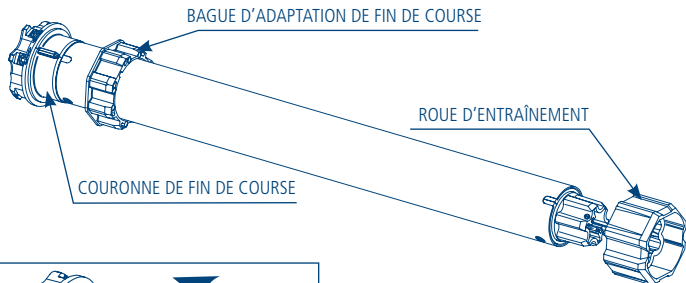 BAGUE D’ADAPTATION DE FIN DE COURSE
ROUE D’ENTRAÎNEMENT
COURONNE DE FIN DE COURSE